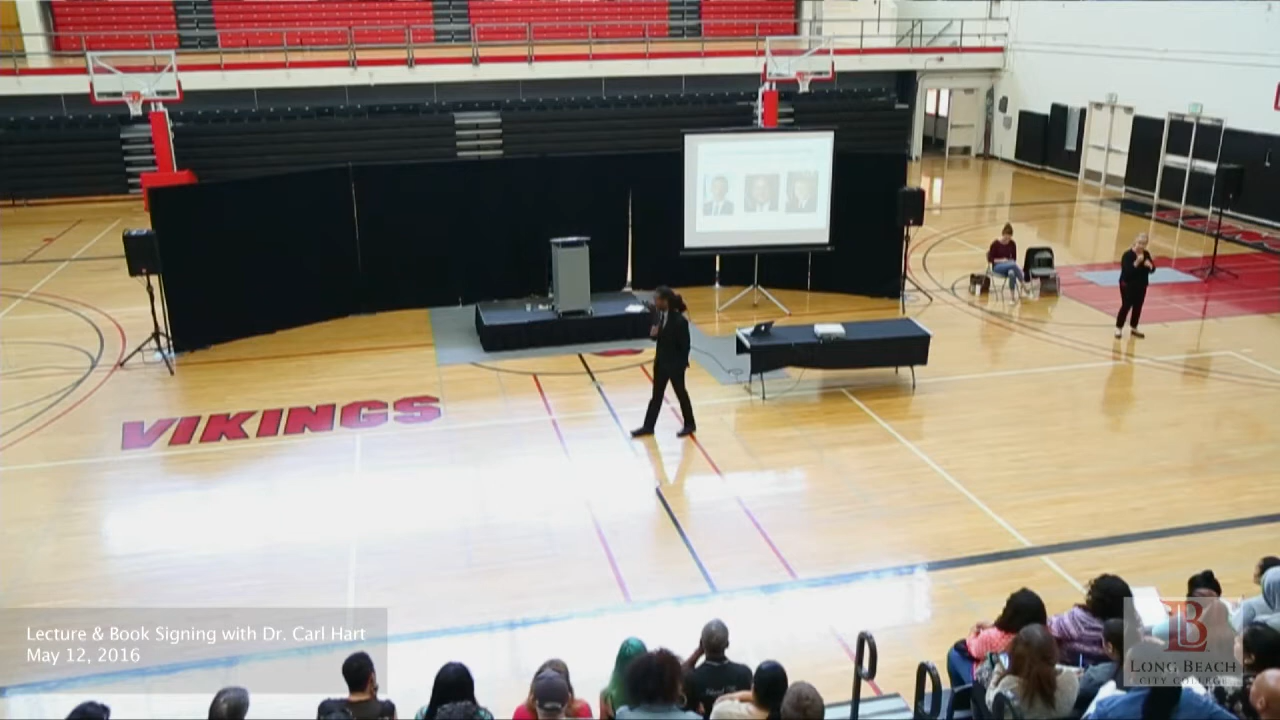 VIKINGS
Lecture & Book Signing with Dr. Carl Hart
May 12, 2016
LB
LONG BEACH
CITY COLLEGE